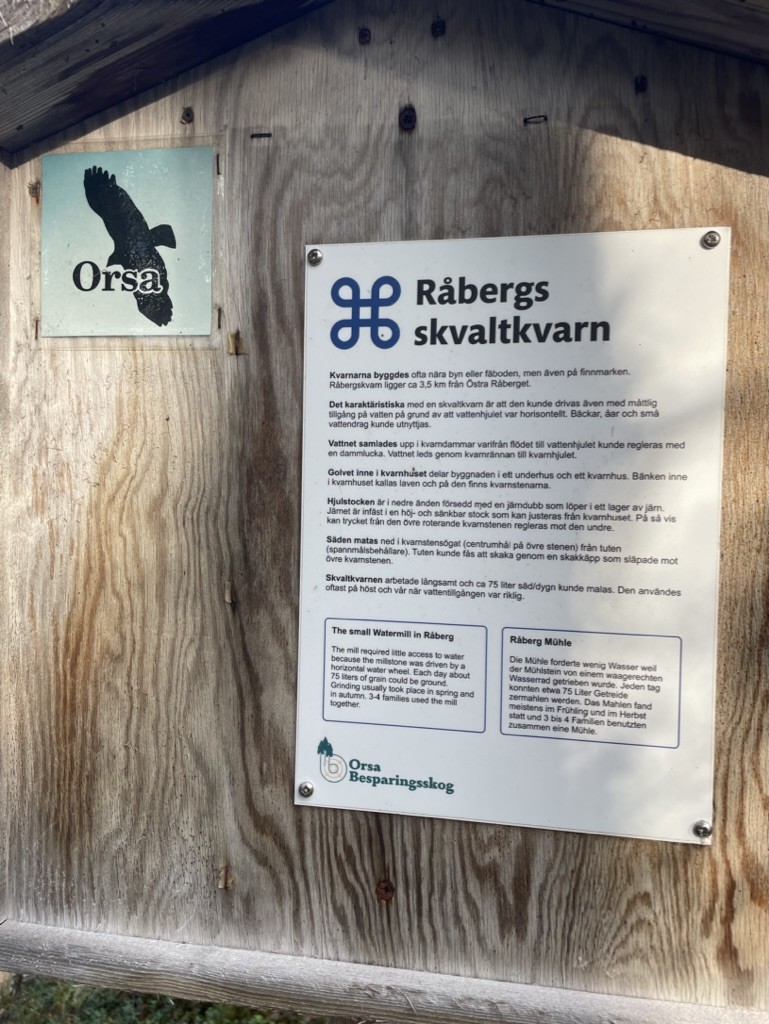 Orsa
Råbergs
skvaltkvarn
Kvarnarna byggdes ofta nära byn eller fäboden, men även på finnmarken.
Råbergskvarn ligger ca 3,5 km från Östra Råberget.
Det karaktäristiska med en skvaltkvarn är att den kunde drivas även med måttlig
tillgång på vatten på grund av att vattenhjulet var horisontellt. Bäckar, åar och små
vattendrag kunde utnyttjas.
Vattnet samlades upp i kvarndammar varifrån flödet till vattenhjulet kunde regleras med
en dammlucka. Vattnet leds genom kvarnrännan till kvarnhjulet.
Golvet inne i kvarnhuset delar byggnaden i ett underhus och ett kvarnhus. Bänken inne
i kvarnhuset kallas laven och på den finns kvarnstenarna.
Hjulstocken är i nedre änden försedd med en järndubb som löper i ett lager av järn.
Järnet är infäst i en höj- och sänkbar stock som kan justeras från kvarnhuset. På så vis
kan trycket från den övre roterande kvarnstenen regleras mot den undre.
Säden matas ned i kvarnstensögat (centrumhål på övre stenen) från tuten
(spannmålsbehållare). Tuten kunde fås att skaka genom en skakkäpp som släpade mot
övre kvarnstenen.
Skvaltkvarnen arbetade långsamt och ca 75 liter säd/dygn kunde malas. Den användes
oftast på höst och vår när vattentillgången var riklig.
The small Watermill in Råberg
The mill required little access to water
because the millstone was driven by a
horizontal water wheel. Each day about
75 liters of grain could be ground.
Grinding usually took place in spring and
in autumn. 3-4 families used the mill
together.
Råberg Mühle
Die Mühle forderte wenig Wasser weil
der Mühlstein von einem waagerechten
Wasserrad getrieben wurde. Jeden tag
konnten etwa 75 Liter Getreide
zermahlen werden. Das Mahlen fand
meistens im Frühling und im Herbst
statt und 3 bis 4 Familien benutzten
zusammen eine Mühle.
Orsa
Besparingsskog